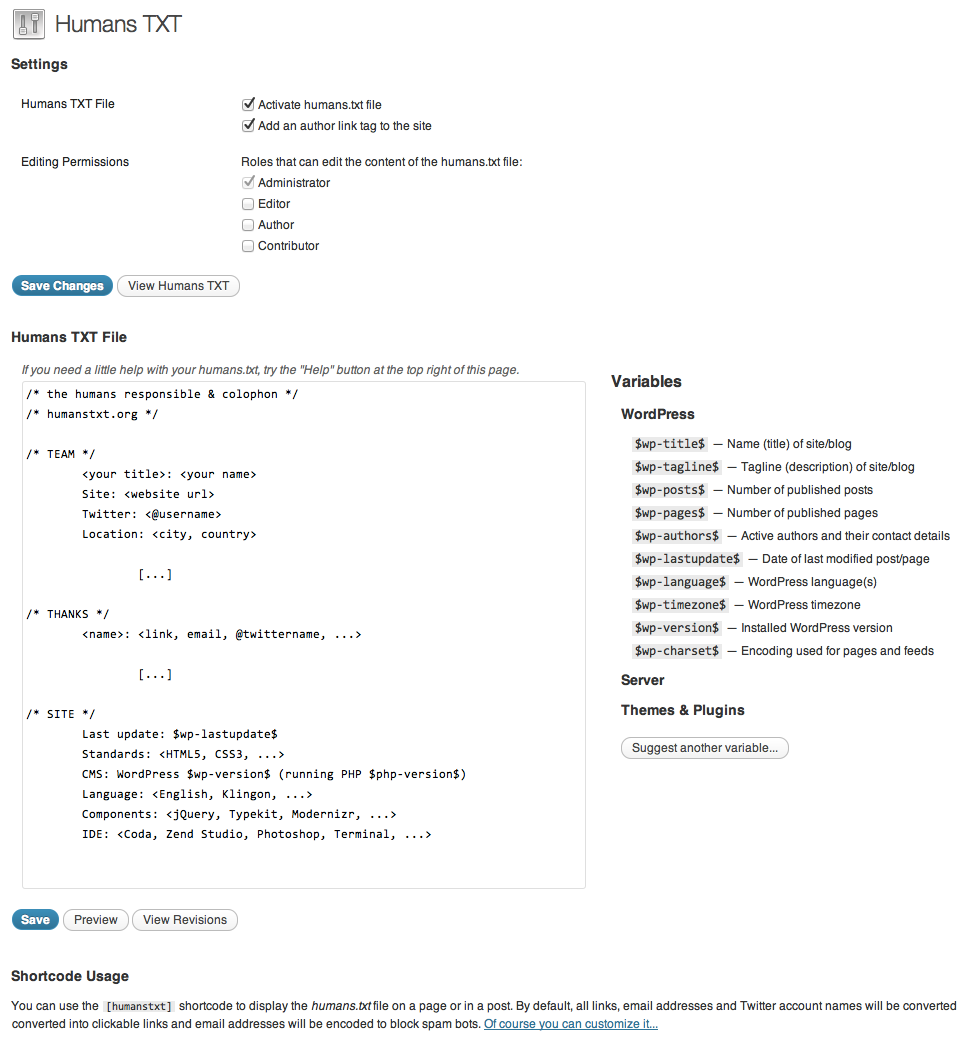 Humans TXT
Settings
Humans TXT File
Activate humans.txt file
Add an author link tag to the site
Editing Permissions
Roles that can edit the content of the humans.txt file:
Administrator
Editor
Author
Contributor
Save Changes
View Humans TXT
Humans TXT File
If you need a little help with your humans.txt, try the "Help" button at the top right of this page.
/* the humans responsible & colophon */
/* humanstxt.org */
/* TEAM */
<your title>: <your name>
Site: <website url>
Twitter: <@username>
Location: <city, country>
[...]
/* THANKS */
<name>: <link, email, @twittername, ...>
[...]
/* SITE */
Last update: $wp-lastupdate$
Standards: <HTML5, CSS3, ...>
CMS: WordPress $wp-version$ (running PHP $php-version$)
Language: <English, Klingon, ...>
Components: <jQuery, Typekit, Modernizr, ...>
IDE: <Coda, Zend Studio, Photoshop, Terminal, ...>
Variables
WordPress
$wp-title$ — Name (title) of site/blog
$wp-tagline$ — Tagline (description) of site/blog
$wp-posts$ — Number of published posts
$wp-pages$ — Number of published pages
$wp-authors$ — Active authors and their contact details
$wp-lastupdate$ — Date of last modified post/page
$wp-language$ — WordPress language(s)
$wp-timezone$ — WordPress timezone
$wp-version$ — Installed WordPress version
$wp-charset$ — Encoding used for pages and feeds
Server
Themes & Plugins
Suggest another variable...
Save
Preview
View Revisions
Shortcode Usage
You can use the [humanstxt] shortcode to display the humans.txt file on a page or in a post. By default, all links, email addresses and Twitter account names will be converted
converted into clickable links and email addresses will be encoded to block spam bots. Of course you can customize it...